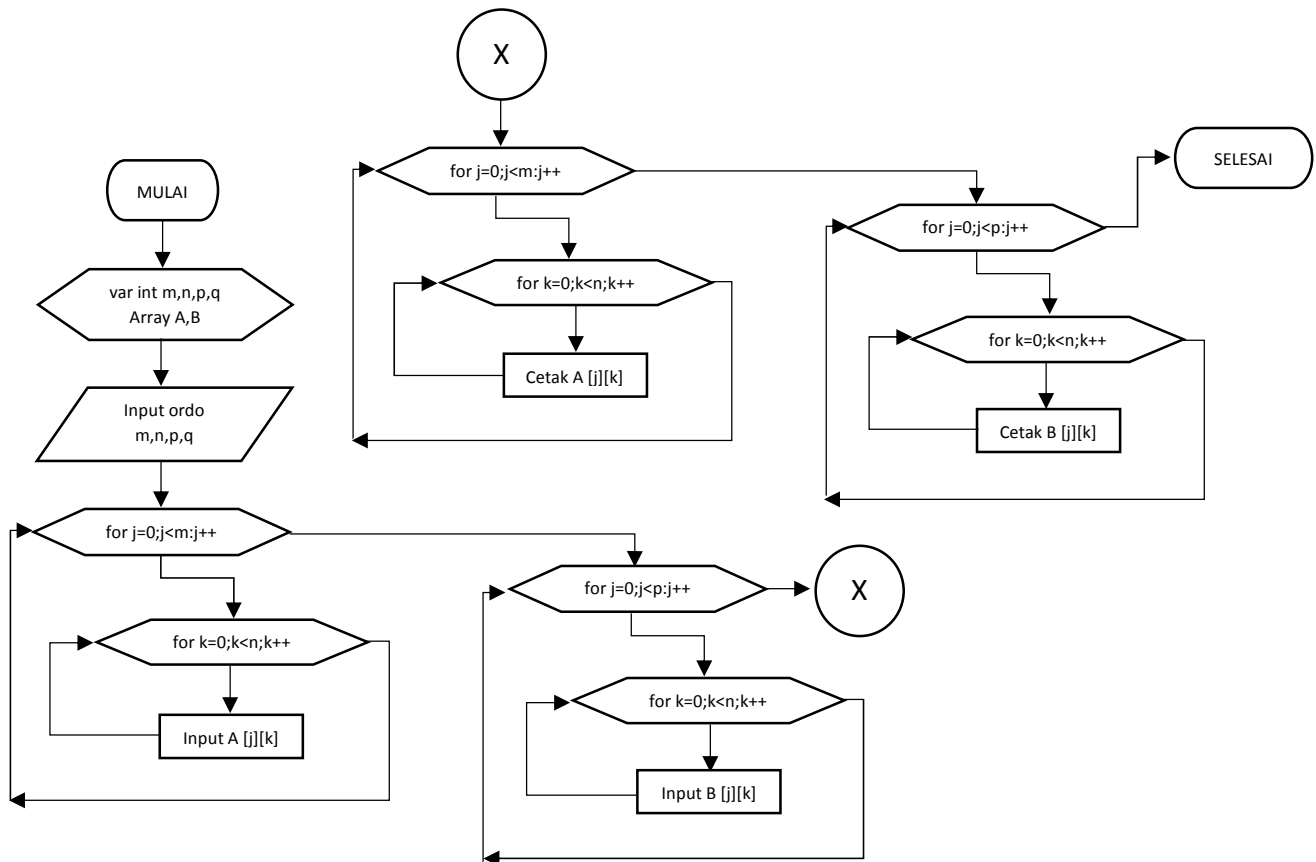 MULAI
var int m,n,p,q
Array A,B
Input ordo
m,n,p,q
for j=0;j<m:j++
for k=0;k<n;k++
Input A [j][k]
for j=0;j<p:j++
for k=0;k<n;k++
Input B [j][k]
X
X
for j=0;j<m:j++
for k=0;k<n;k++
Cetak A [j][k]
for j=0;j<p:j++
for k=0;k<n;k++
Cetak B [j][k]
SELESAI